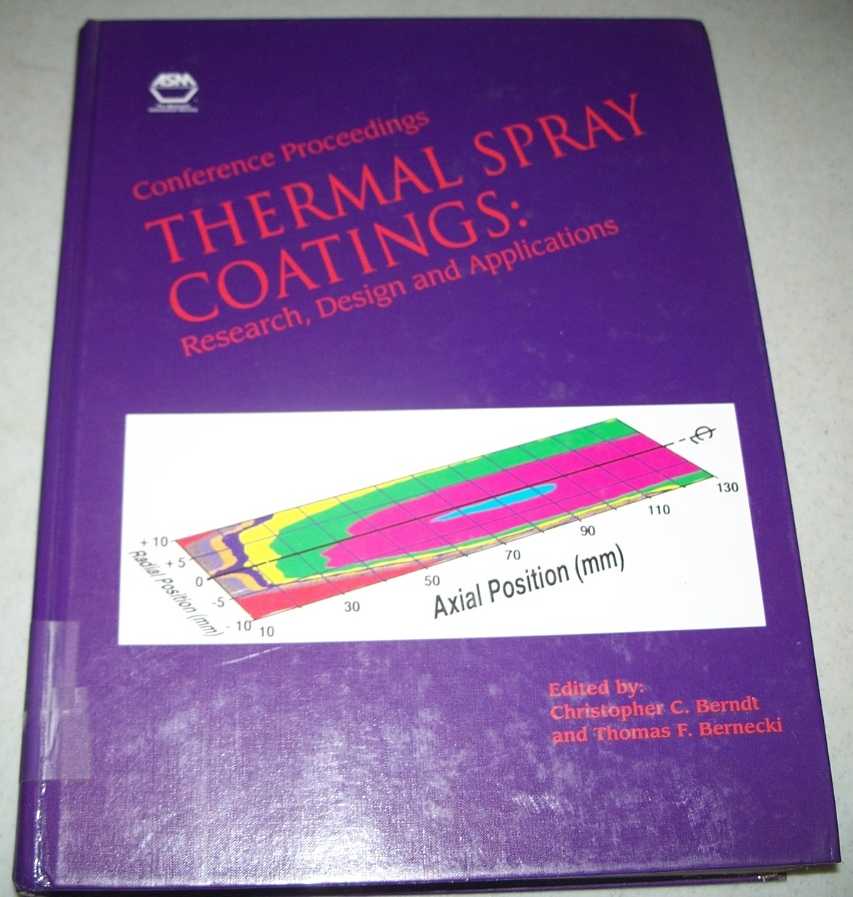 ASM
Conference Proceedings
THERMAL SPRAY
COATINGS:
Research, Design and Applications
+ 10
+ 5
0
-5
- 10
Radial Position (mm)
10
30
50
70
90
110
130
Axial Position (mm)
Edited by:
Christopher C. Berndt
and Thomas F. Bernecki